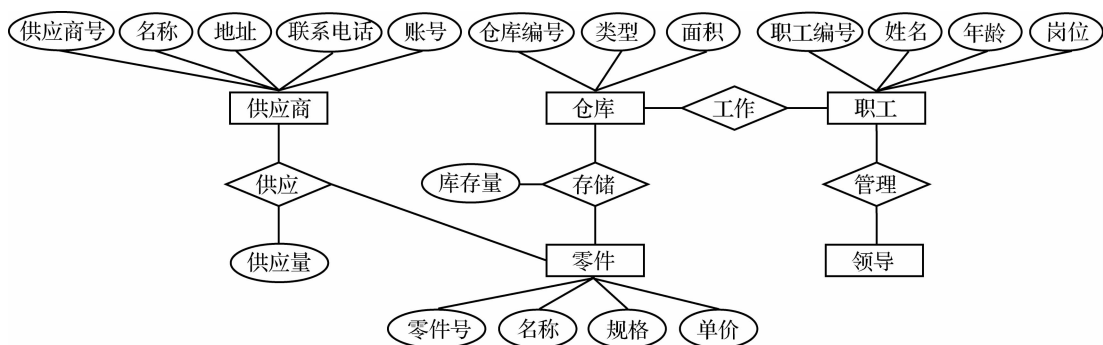 供应商号 名称 地址 联系电话 账号 仓库编号 类型 面积 职工编号 姓名 年龄 岗位
供应商 仓库 工作 职工
供应 库存量 存储 管理
供应量 零件 领导
零件号 名称 规格 单价